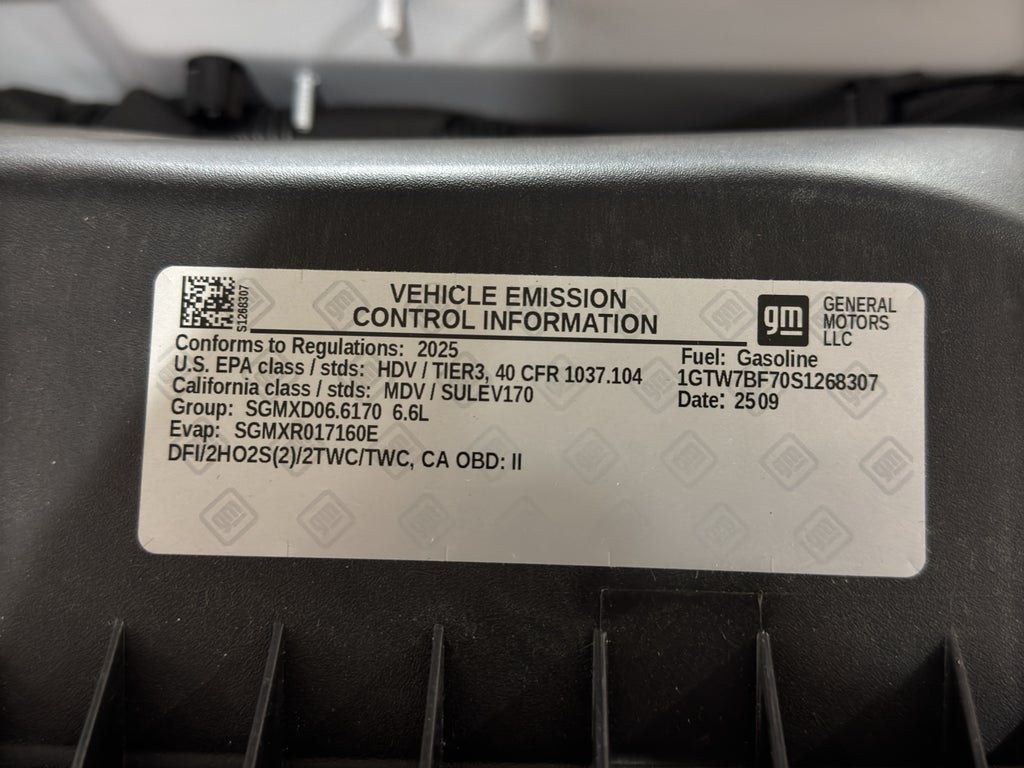 S1268307
VEHICLE EMISSION
CONTROL INFORMATION
gm
GENERAL
MOTORS
LLC
Conforms to Regulations: 2025
U.S. EPA class / stds: HDV / TIER3, 40 CFR 1037.104
California class / stds: MDV / SULEV170
Group: SGMXD06.6170 6.6L
Evap: SGMXR017160E
DFI/2HO2S(2)/2TWC/TWC, CA OBD: II
Fuel: Gasoline
1GTW7BF70S1268307
Date: 2509